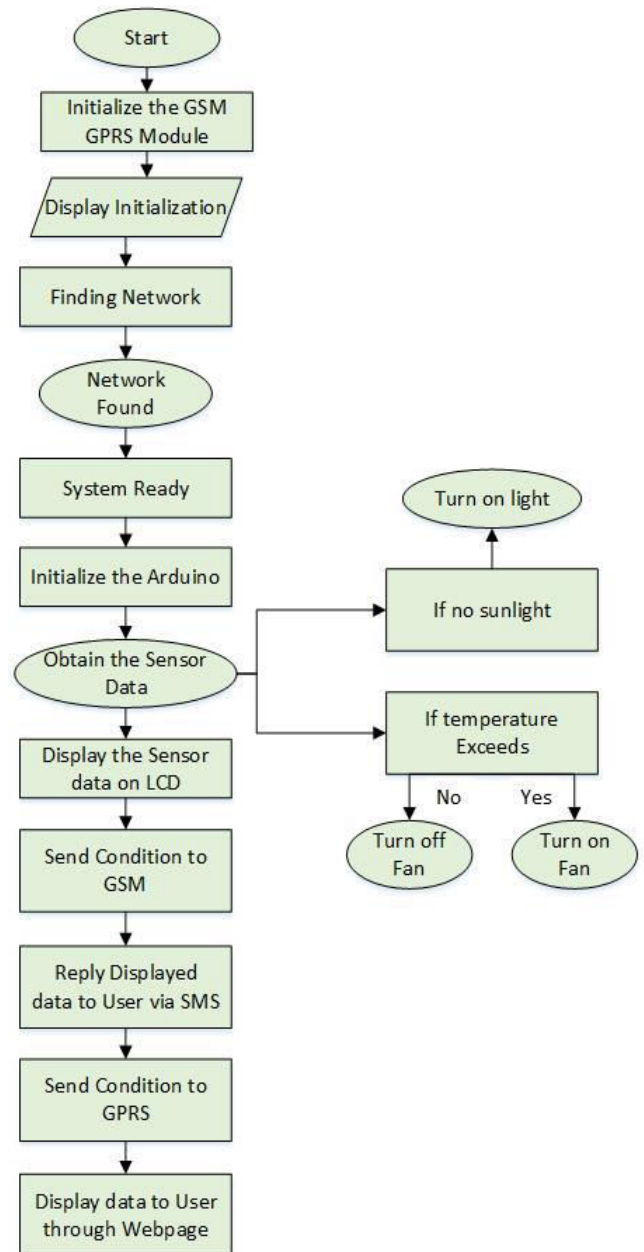 Start
Initialize the GSM
GPRS Module
Display Initialization
Finding Network
Network
Found
System Ready
Initialize the Arduino
Obtain the Sensor
Data
Display the Sensor
data on LCD
Send Condition to
GSM
Reply Displayed
data to User via SMS
Send Condition to
GPRS
Display data to User
through Webpage
Turn on light
If no sunlight
If temperature
Exceeds
No
Yes
Turn off
Fan
Turn on
Fan